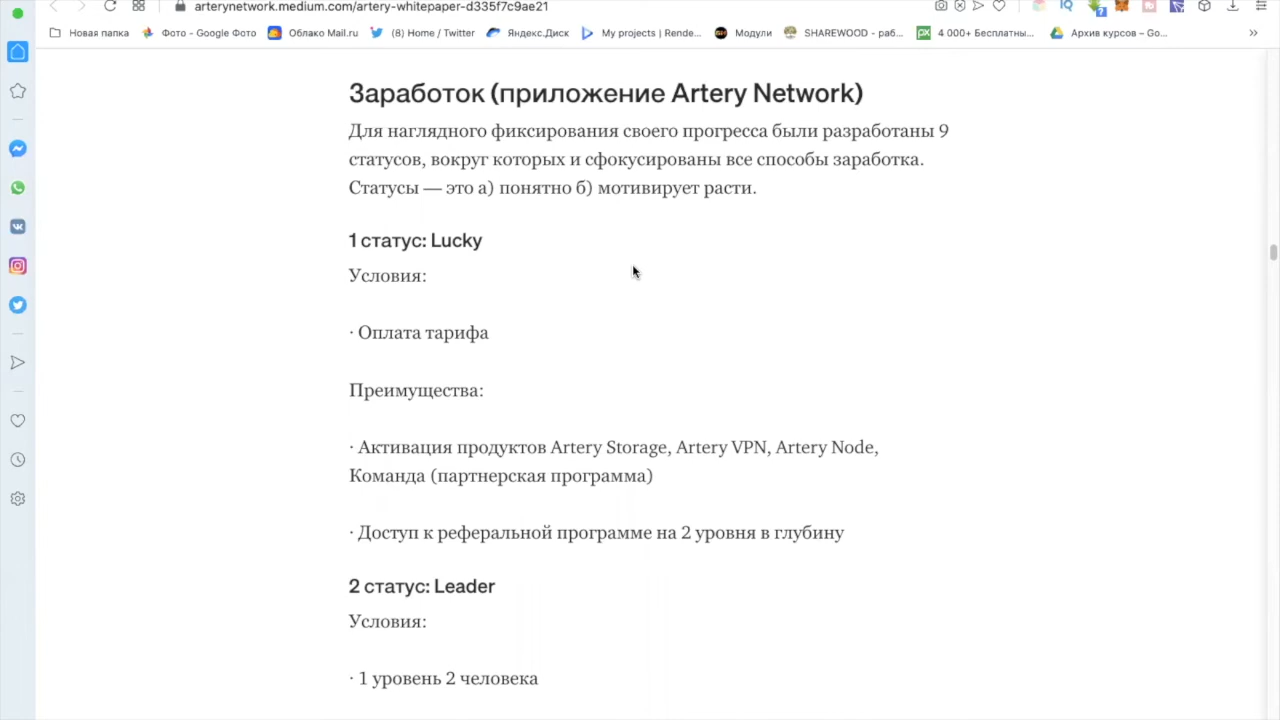 arterynetwork.medium.com/artery-whitepaper-d335f7c9ae21
Новая папка
Фото - Google Фото
Облако Mail.ru
(8) Home / Twitter
Яндекс.Диск
My projects | Rende...
Модули
SHAREWOOD - раб...
4 000+ Бесплатны...
Архив курсов – Go...
Заработок (приложение Artery Network)
Для наглядного фиксирования своего прогресса были разработаны 9
статусов, вокруг которых и сфокусированы все способы заработка.
Статусы — это а) понятно б) мотивирует расти.
1 статус: Lucky
Условия:
· Оплата тарифа
Преимущества:
· Активация продуктов Artery Storage, Artery VPN, Artery Node,
Команда (партнерская программа)
· Доступ к реферальной программе на 2 уровня в глубину
2 статус: Leader
Условия:
· 1 уровень 2 человека